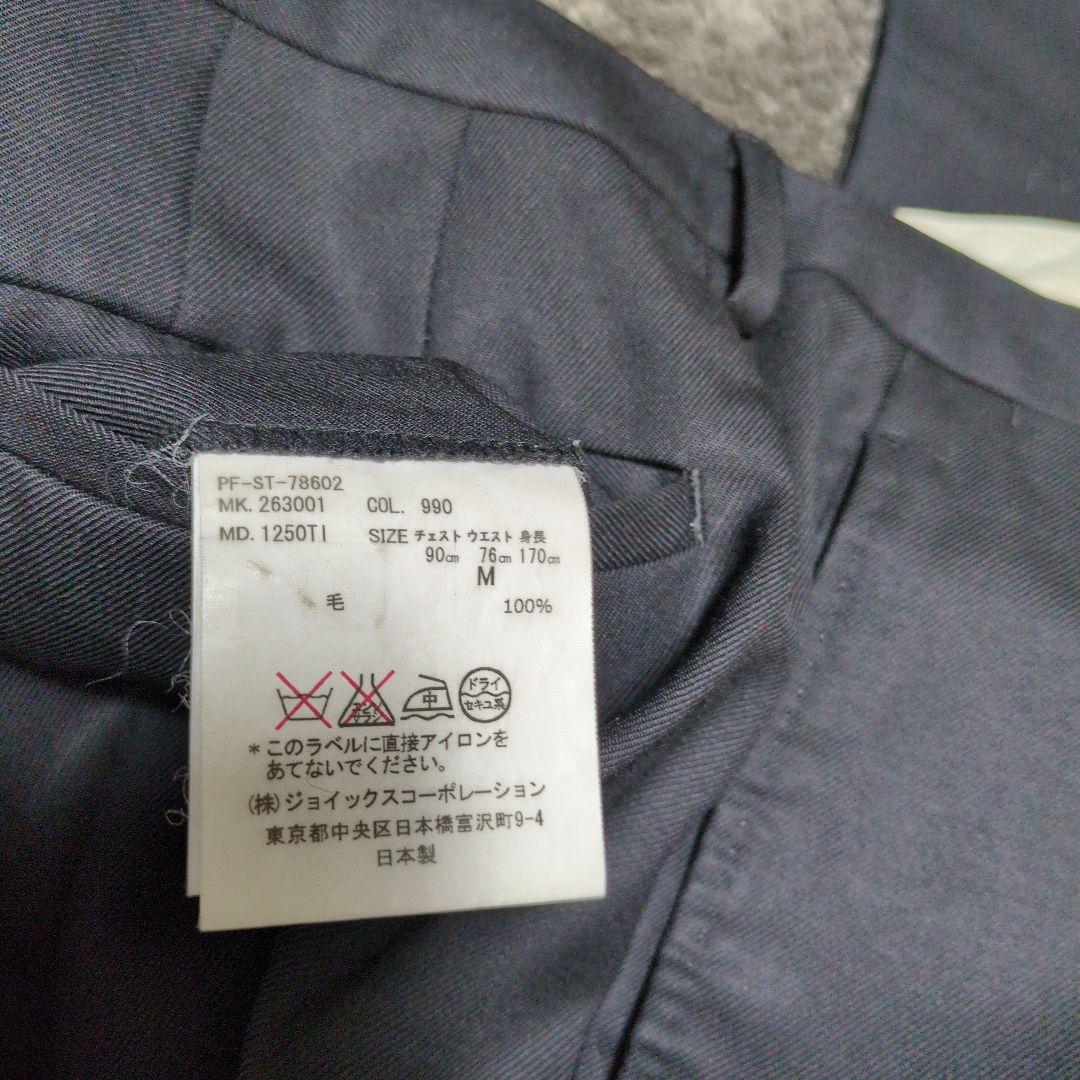 PF-ST-78602
MK. 263001 COL. 990
MD. 1250TI SIZE チェスト ウエスト 身長
90cm 76cm 170cm
M
毛 100%
中
ドライ
セキユ系
*このラベルに直接アイロンを
あてないでください。
(株)ジョイックスコーポレーション
東京都中央区日本橋富沢町9-4
日本製